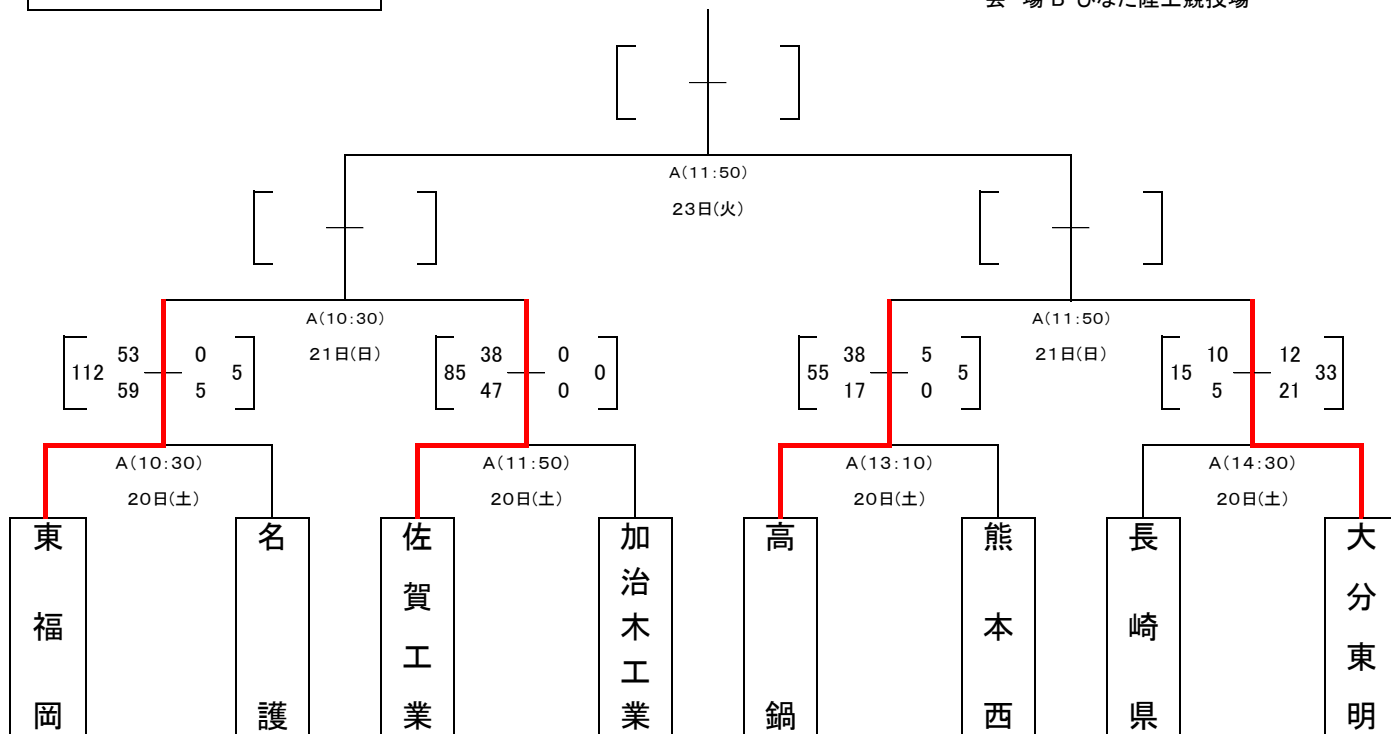 会 場 B ひなた陸上競技場
A(11:50)
23日(火)
A(10:30)
21日(日)
A(11:50)
21日(日)
53 0
112 5
59 5
38 0
85 0
47 0
38 5
55 5
17 0
10 12
15 33
5 21
A(10:30)
20日(土)
A(11:50)
20日(土)
A(13:10)
20日(土)
A(14:30)
20日(土)
東福岡
名護
佐賀工業
加治木工業
高鍋
熊本西
長崎県
大分東明